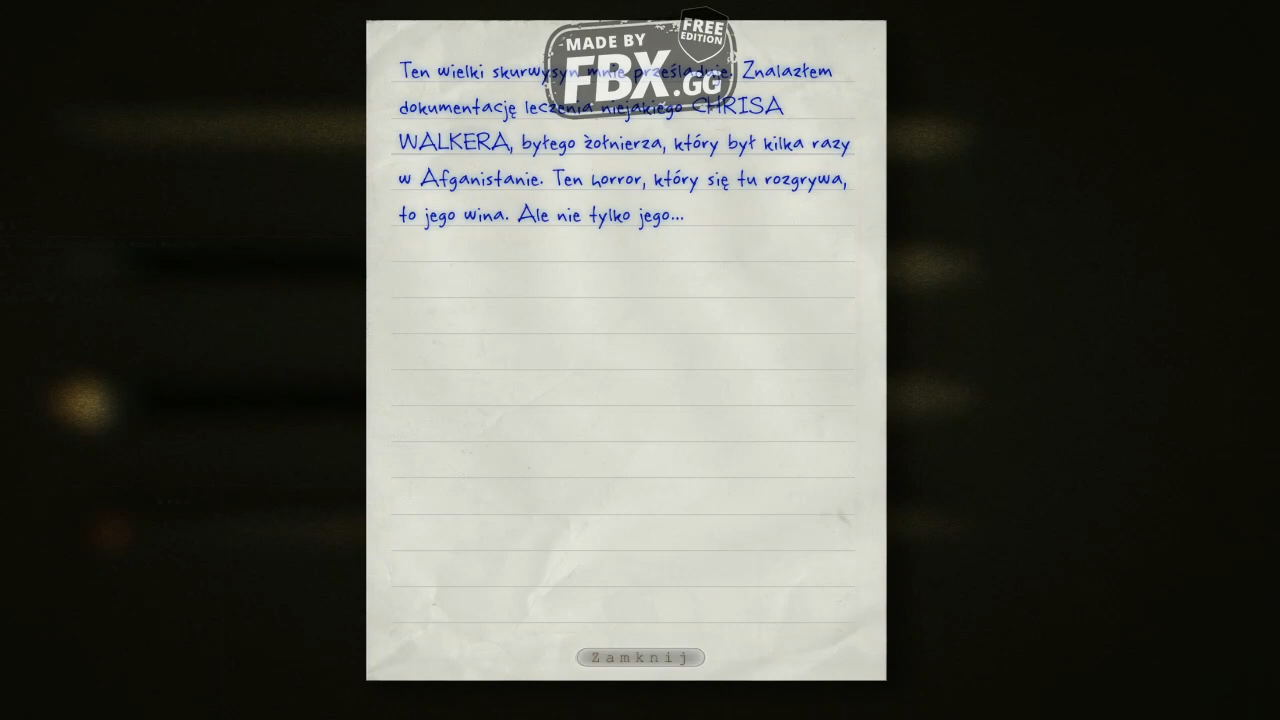 MADE BY
FREE
EDITION
FBX.GG
Ten wielki skurwysyn mnie prześladuje. Znalazłem
dokumentację leczenia niejakiego CHRISA
WALKERA, byłego żołnierza, który był kilka razy
w Afganistanie. Ten horror, który się tu rozgrywa,
to jego wina. Ale nie tylko jego...
Zamknij